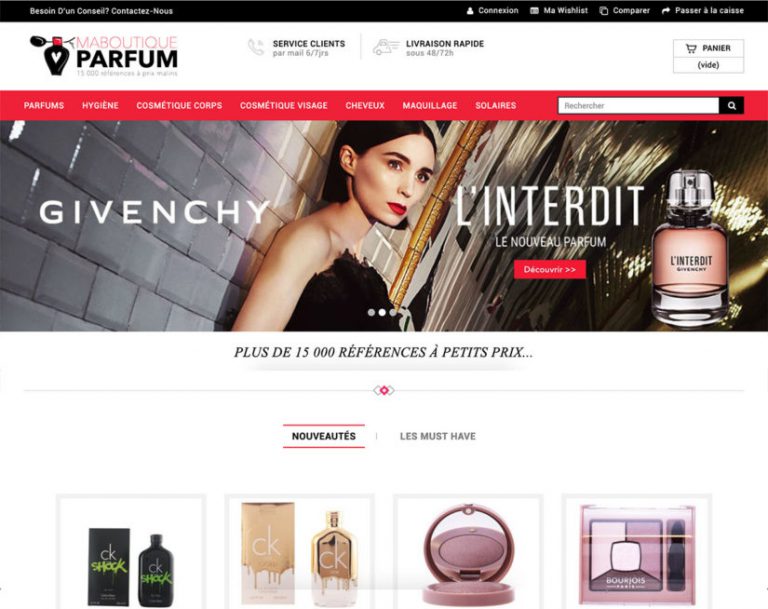 Besoin D'un Conseil? Contactez-Nous
Connexion
Ma Wishlist
Comparer
Passer à la caisse
MABOUTIQUE
PARFUM
15 000 références à prix malins
SERVICE CLIENTS
par mail 6/7jrs
LIVRAISON RAPIDE
sous 48/72h
PANIER
(vide)
PARFUMS
HYGIÈNE
COSMÉTIQUE CORPS
COSMÉTIQUE VISAGE
CHEVEUX
MAQUILLAGE
SOLAIRES
Rechercher
GIVENCHY
L'INTERDIT
LE NOUVEAU PARFUM
Découvrir >>
L'INTERDIT
GIVENCHY
PLUS DE 15 000 RÉFÉRENCES À PETITS PRIX...
NOUVEAUTÉS
LES MUST HAVE
ck
SHOCK
ck
SHOCK
ck
ck
BOURJOIS
PARIS